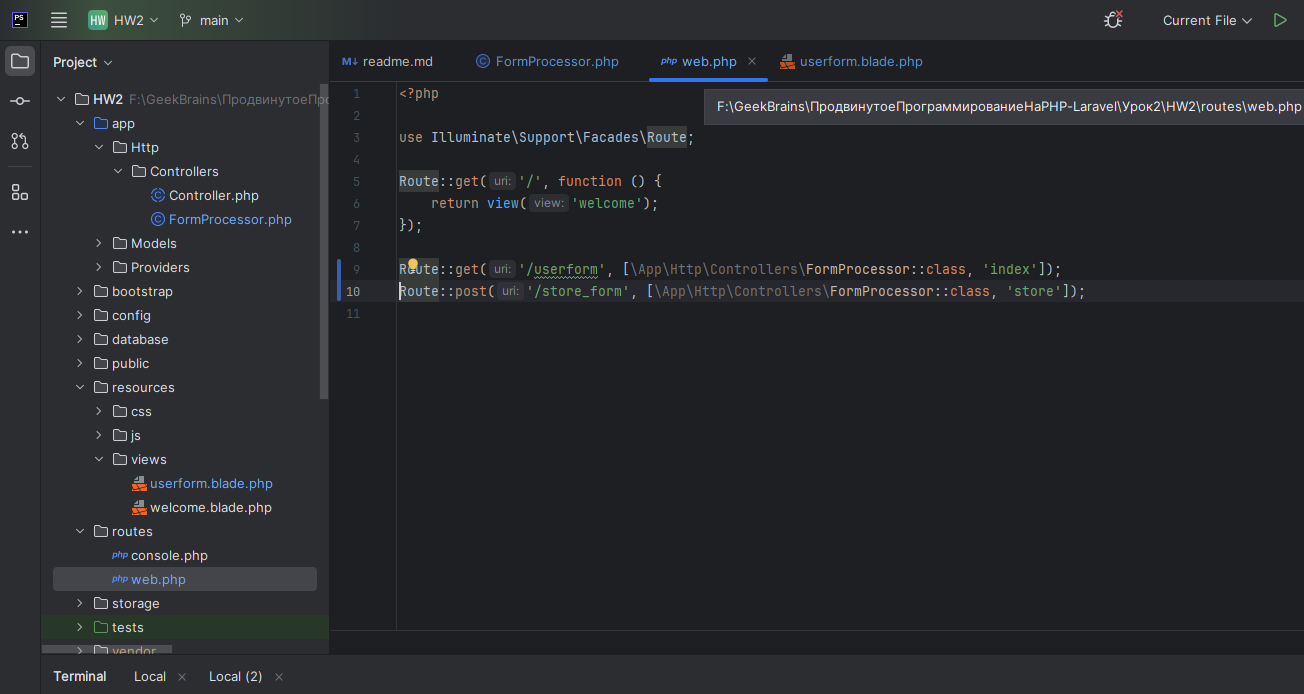 PS
HW HW2 main Current File
Project
HW2 F:\GeekBrains\ПродвинутоеПро
app
Http
Controllers
Controller.php
FormProcessor.php
Models
Providers
bootstrap
config
database
public
resources
css
js
views
userform.blade.php
welcome.blade.php
routes
php console.php
php web.php
storage
tests
vendor
M↓ readme.md FormProcessor.php php web.php userform.blade.php
F:\GeekBrains\ПродвинутоеПрограммированиеНаPHP-Laravel\Урок2\HW2\routes\web.php
1 <?php
2
3 use Illuminate\Support\Facades\Route;
4
5 Route::get( uri: '/', function () {
6 return view( view: 'welcome');
7 });
8
9 Route::get( uri: '/userform', [\App\Http\Controllers\FormProcessor::class, 'index']);
10 Route::post( uri: '/store_form', [\App\Http\Controllers\FormProcessor::class, 'store']);
11
Terminal Local Local (2)